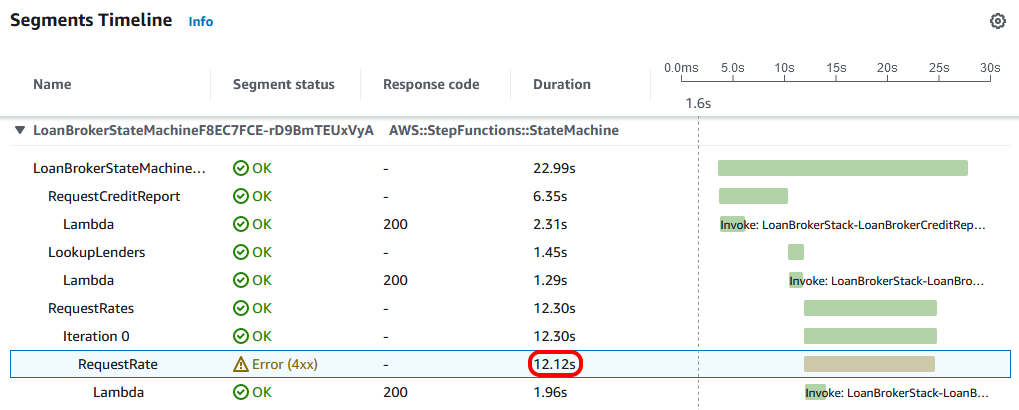 Segments Timeline Info
0.0ms 5.0s 10s 15s 20s 25s 30s
Name Segment status Response code Duration
1.6s
LoanBrokerStateMachineF8EC7FCE-rD9BmTEUxVyA AWS::StepFunctions::StateMachine
LoanBrokerStateMachine... OK - 22.99s
RequestCreditReport OK - 6.35s
Lambda OK 200 2.31s Invoke: LoanBrokerStack-LoanBrokerCreditRep...
LookupLenders OK - 1.45s
Lambda OK 200 1.29s Invoke: LoanBrokerStack-LoanBro...
RequestRates OK - 12.30s
Iteration 0 OK - 12.30s
RequestRate Error (4xx) - 12.12s
Lambda OK 200 1.96s Invoke: LoanBrokerStack-LoanB...